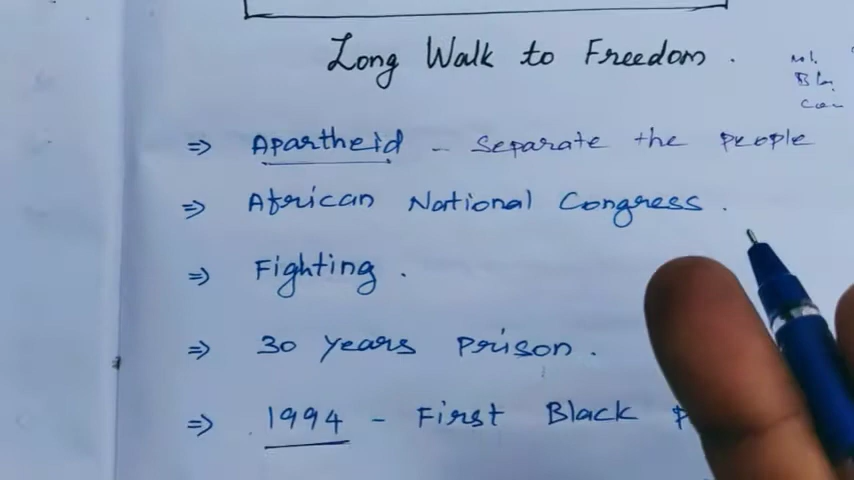 Long Walk to Freedom.
⇒ Apartheid - Separate the people
⇒ African National Congress.
⇒ Fighting.
⇒ 30 years prison.
⇒ 1994 - First Black